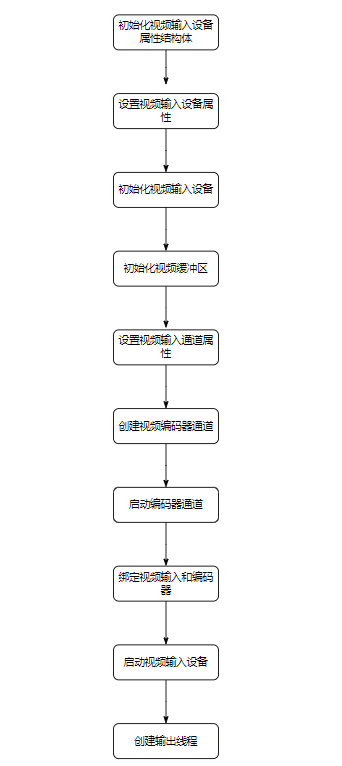 初始化视频输入设备
属性结构体
设置视频输入设备属
性
初始化视频输入设备
初始化视频缓冲区
设置视频输入通道属
性
创建视频编码器通道
启动编码器通道
绑定视频输入和编码
器
启动视频输入设备
创建输出线程